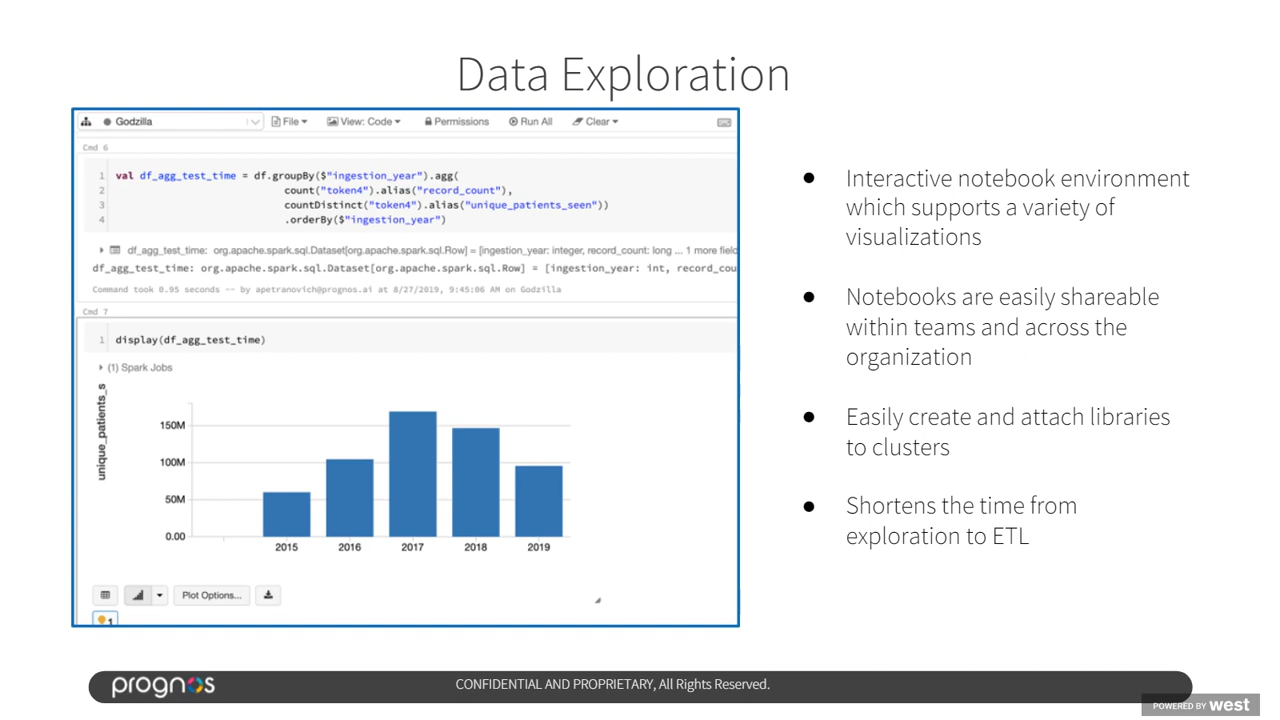 Data Exploration
Godzilla File View: Code Permissions Run All Clear
Cmd 6
1 val df_agg_test_time = df.groupBy($"ingestion_year").agg(
2 count("token4").alias("record_count"),
3 countDistinct("token4").alias("unique_patients_seen"))
4 .orderBy($"ingestion_year")
df_agg_test_time: org.apache.spark.sql.Dataset[org.apache.spark.sql.Row] = [ingestion_year: integer, record_count: long ... 1 more field
df_agg_test_time: org.apache.spark.sql.Dataset[org.apache.spark.sql.Row] = [ingestion_year: int, record_cou
Command took 0.95 seconds -- by apetranovich@prognos.ai at 8/27/2019, 9:45:06 AM on Godzilla
Cmd 7
1 display(df_agg_test_time)
(1) Spark Jobs
unique_patients_s
150M
100M
50M
0.00
2015 2016 2017 2018 2019
Plot Options...
1
● Interactive notebook environment
which supports a variety of
visualizations
● Notebooks are easily shareable
within teams and across the
organization
● Easily create and attach libraries
to clusters
● Shortens the time from
exploration to ETL
prognos
CONFIDENTIAL AND PROPRIETARY, All Rights Reserved.
POWERED BY west